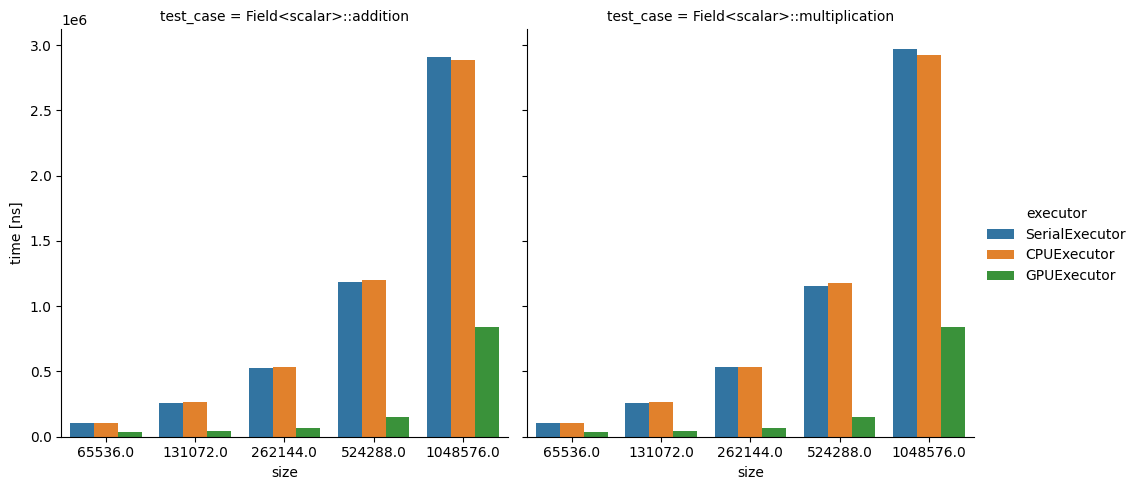 test_case = Field<scalar>::addition
test_case = Field<scalar>::multiplication
1e6
3.0
2.5
2.0
1.5
1.0
0.5
0.0
time [ns]
65536.0 131072.0 262144.0 524288.0 1048576.0
size
65536.0 131072.0 262144.0 524288.0 1048576.0
size
executor
SerialExecutor
CPUExecutor
GPUExecutor